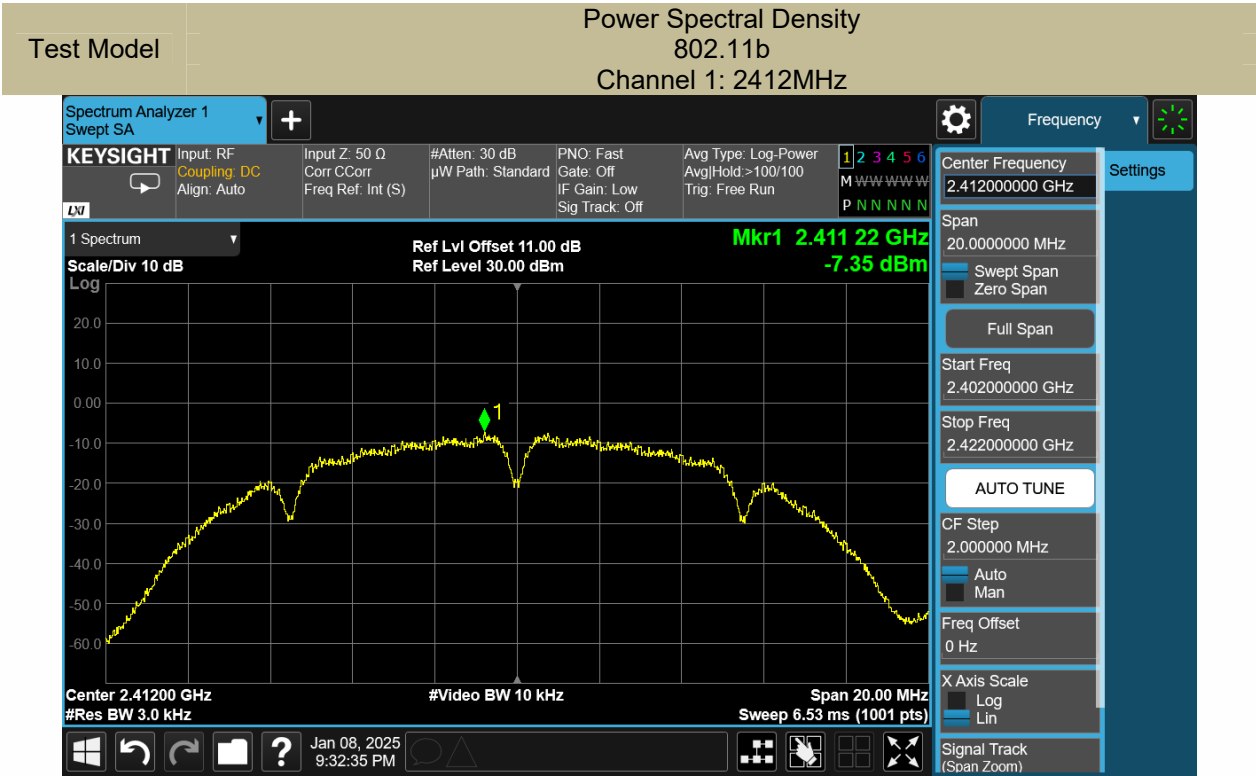 Power Spectral Density
Test Model
802.11b
Channel 1: 2412MHz
Spectrum Analyzer 1
Swept SA
Frequency
KEYSIGHT
LXI
Input: RF
Coupling: DC
Align: Auto
Input Z: 50 Ω
Corr CCorr
Freq Ref: Int (S)
#Atten: 30 dB
µW Path: Standard
PNO: Fast
Gate: Off
IF Gain: Low
Sig Track: Off
Avg Type: Log-Power
Avg|Hold:>100/100
Trig: Free Run
1 2 3 4 5 6
M W W W W W
P N N N N N
1 Spectrum
Scale/Div 10 dB
Log
Ref Lvl Offset 11.00 dB
Ref Level 30.00 dBm
Mkr1 2.411 22 GHz
-7.35 dBm
20.0
10.0
0.00
-10.0
-20.0
-30.0
-40.0
-50.0
-60.0
1
Center 2.41200 GHz
#Res BW 3.0 kHz
#Video BW 10 kHz
Span 20.00 MHz
Sweep 6.53 ms (1001 pts)
Center Frequency
2.412000000 GHz
Settings
Span
20.0000000 MHz
Swept Span
Zero Span
Full Span
Start Freq
2.402000000 GHz
Stop Freq
2.422000000 GHz
AUTO TUNE
CF Step
2.000000 MHz
Auto
Man
Freq Offset
0 Hz
X Axis Scale
Log
Lin
Signal Track
(Span Zoom)
?
Jan 08, 2025
9:32:35 PM